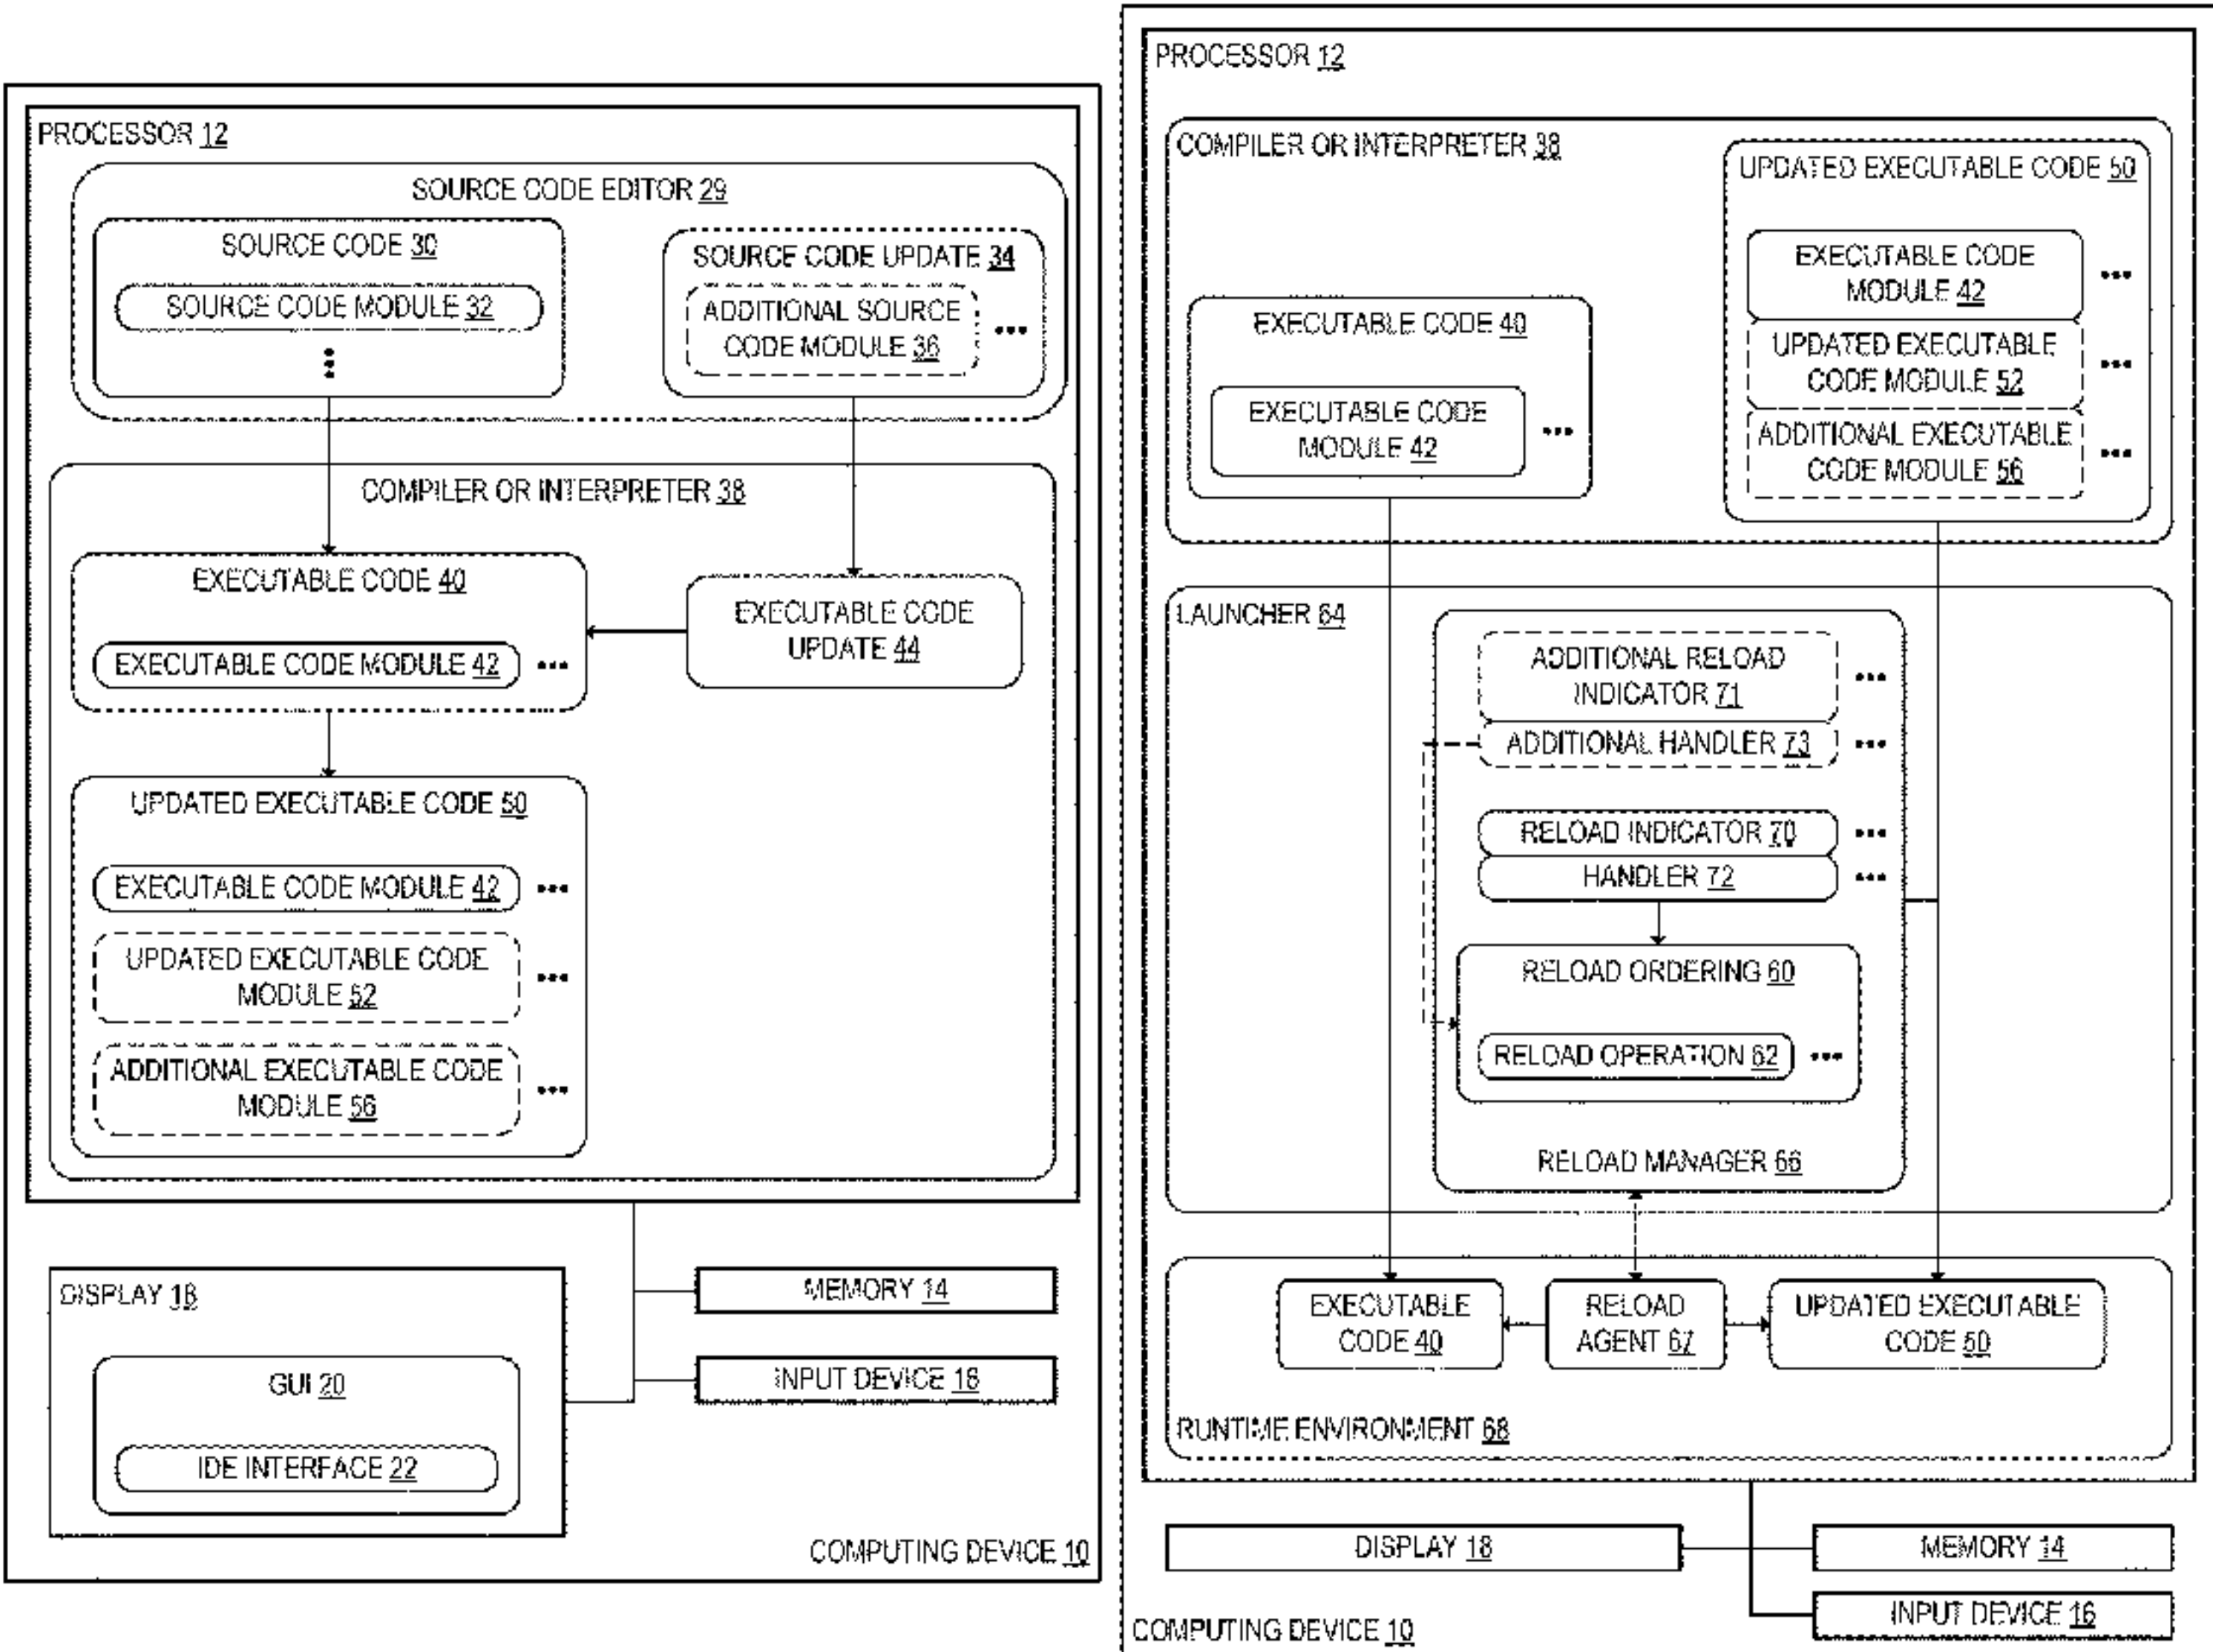 PROCESSOR 12
SOURCE CODE EDITOR 29
SOURCE CODE 30
SOURCE CODE MODULE 32
SOURCE CODE UPDATE 34
ADDITIONAL SOURCE
CODE MODULE 36
COMPILER OR INTERPRETER 38
EXECUTABLE CODE 40
EXECUTABLE CODE MODULE 42
EXECUTABLE CODE
UPDATE 44
UPDATED EXECUTABLE CODE 50
EXECUTABLE CODE MODULE 42
UPDATED EXECUTABLE CODE
MODULE 52
ADDITIONAL EXECUTABLE CODE
MODULE 56
DISPLAY 18
GUI 20
IDE INTERFACE 22
MEMORY 14
INPUT DEVICE 16
COMPUTING DEVICE 10
PROCESSOR 12
COMPILER OR INTERPRETER 38
EXECUTABLE CODE 40
EXECUTABLE CODE
MODULE 42
UPDATED EXECUTABLE CODE 50
EXECUTABLE CODE
MODULE 42
UPDATED EXECUTABLE
CODE MODULE 52
ADDITIONAL EXECUTABLE
CODE MODULE 56
LAUNCHER 64
ADDITIONAL RELOAD
INDICATOR 71
ADDITIONAL HANDLER 73
RELOAD INDICATOR 70
HANDLER 72
RELOAD ORDERING 60
RELOAD OPERATION 62
RELOAD MANAGER 66
EXECUTABLE
CODE 40
RELOAD
AGENT 67
UPDATED EXECUTABLE
CODE 50
RUNTIME ENVIRONMENT 68
DISPLAY 18
MEMORY 14
INPUT DEVICE 16
COMPUTING DEVICE 10